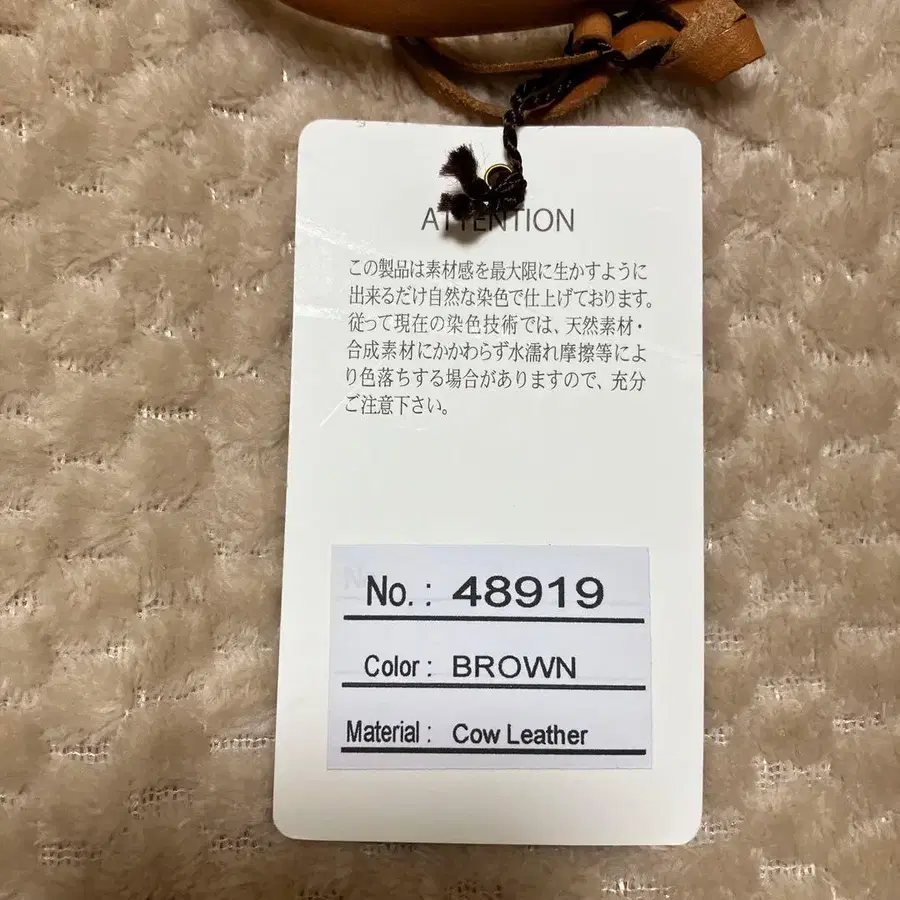 ATTENTION
この製品は素材感を最大限に生かすように
出来るだけ自然な染色で仕上げております。
従って現在の染色技術では、天然素材・
合成素材にかかわらず水濡れ摩擦等によ
り色落ちする場合がありますので、充分
ご注意下さい。
No. : 48919
Color : BROWN
Material : Cow Leather